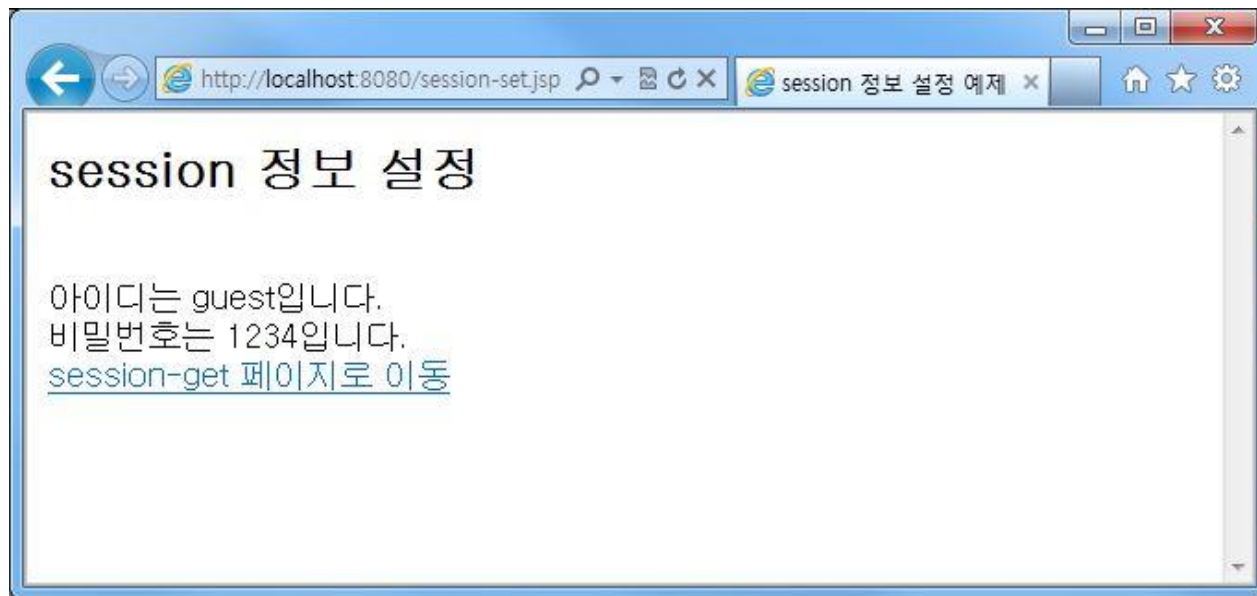 http://localhost:8080/session-set.jsp
session 정보 설정 예제
session 정보 설정
아이디는 guest입니다.
비밀번호는 1234입니다.
session-get 페이지로 이동